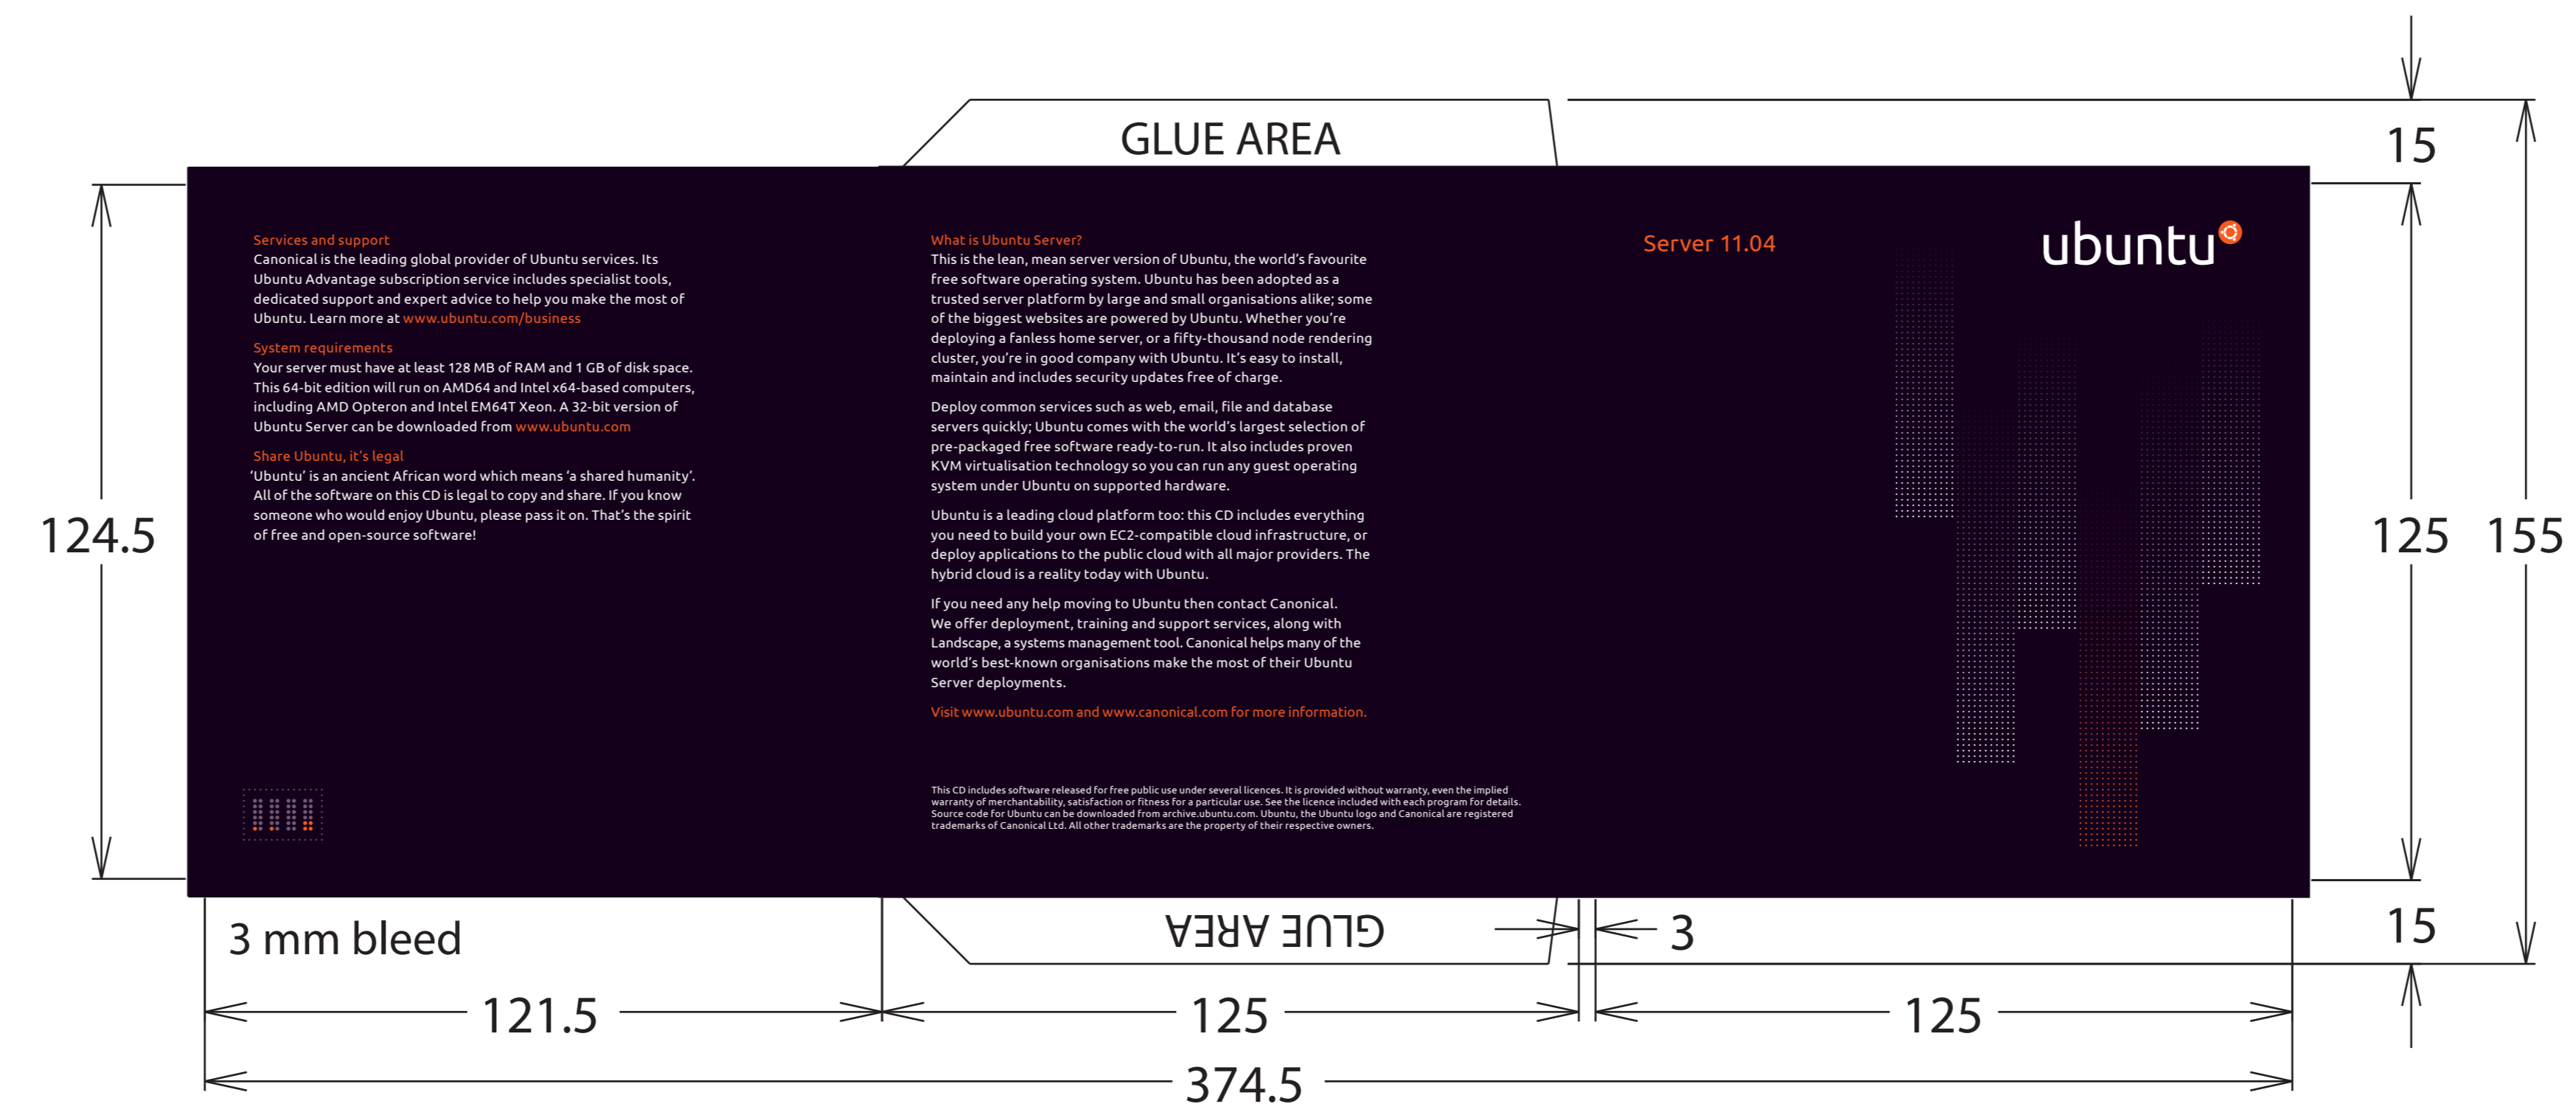 GLUE AREA
15
Services and support
Canonical is the leading global provider of Ubuntu services. Its
Ubuntu Advantage subscription service includes specialist tools,
dedicated support and expert advice to help you make the most of
Ubuntu. Learn more at www.ubuntu.com/business
System requirements
Your server must have at least 128 MB of RAM and 1 GB of disk space.
This 64-bit edition will run on AMD64 and Intel x64-based computers,
including AMD Opteron and Intel EM64T Xeon. A 32-bit version of
Ubuntu Server can be downloaded from www.ubuntu.com
Share Ubuntu, it’s legal
‘Ubuntu’ is an ancient African word which means ‘a shared humanity’.
All of the software on this CD is legal to copy and share. If you know
someone who would enjoy Ubuntu, please pass it on. That’s the spirit
of free and open-source software!
What is Ubuntu Server?
This is the lean, mean server version of Ubuntu, the world’s favourite
free software operating system. Ubuntu has been adopted as a
trusted server platform by large and small organisations alike; some
of the biggest websites are powered by Ubuntu. Whether you’re
deploying a fanless home server, or a fifty-thousand node rendering
cluster, you’re in good company with Ubuntu. It’s easy to install,
maintain and includes security updates free of charge.
Deploy common services such as web, email, file and database
servers quickly; Ubuntu comes with the world’s largest selection of
pre-packaged free software ready-to-run. It also includes proven
KVM virtualisation technology so you can run any guest operating
system under Ubuntu on supported hardware.
Ubuntu is a leading cloud platform too: this CD includes everything
you need to build your own EC2-compatible cloud infrastructure, or
deploy applications to the public cloud with all major providers. The
hybrid cloud is a reality today with Ubuntu.
If you need any help moving to Ubuntu then contact Canonical.
We offer deployment, training and support services, along with
Landscape, a systems management tool. Canonical helps many of the
world’s best-known organisations make the most of their Ubuntu
Server deployments.
Visit www.ubuntu.com and www.canonical.com for more information.
This CD includes software released for free public use under several licences. It is provided without warranty, even the implied
warranty of merchantability, satisfaction or fitness for a particular use. See the licence included with each program for details.
Source code for Ubuntu can be downloaded from archive.ubuntu.com. Ubuntu, the Ubuntu logo and Canonical are registered
trademarks of Canonical Ltd. All other trademarks are the property of their respective owners.
Server 11.04
ubuntu
124.5
125
155
3 mm bleed
GLUE AREA
3
15
121.5
125
125
374.5